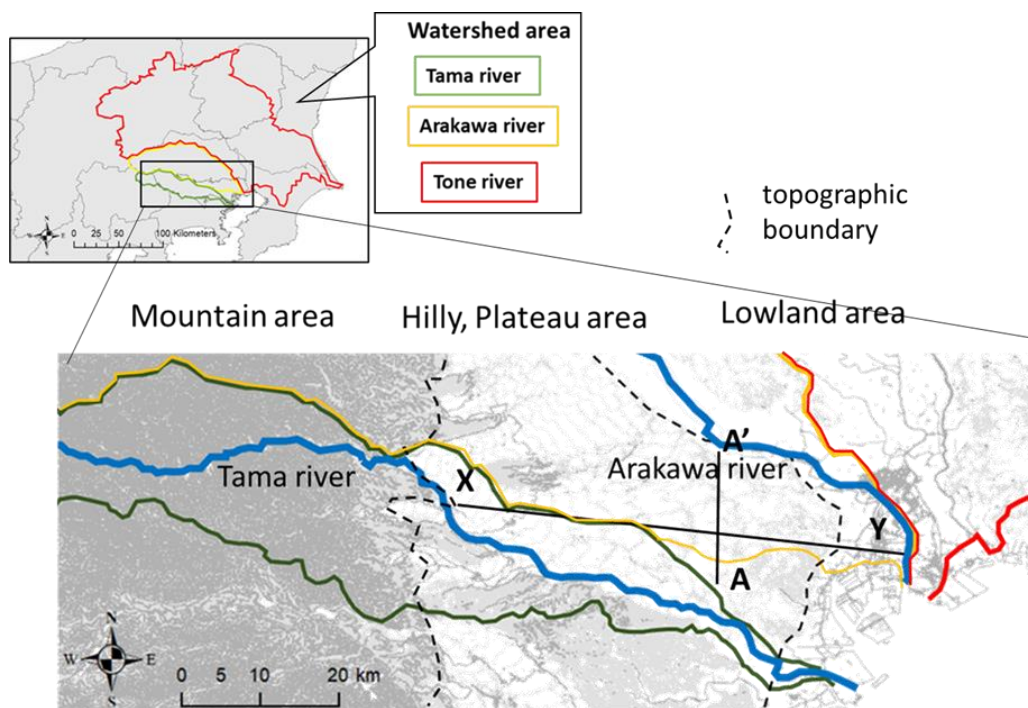 Watershed area
Tama river
Arakawa river
Tone river
N
W E
S
0 25 50 100 Kilometers
topographic
boundary
Mountain area
Hilly, Plateau area
Lowland area
A’
Tama river
X
Arakawa river
Y
A
N
W E
S
0 5 10 20 km